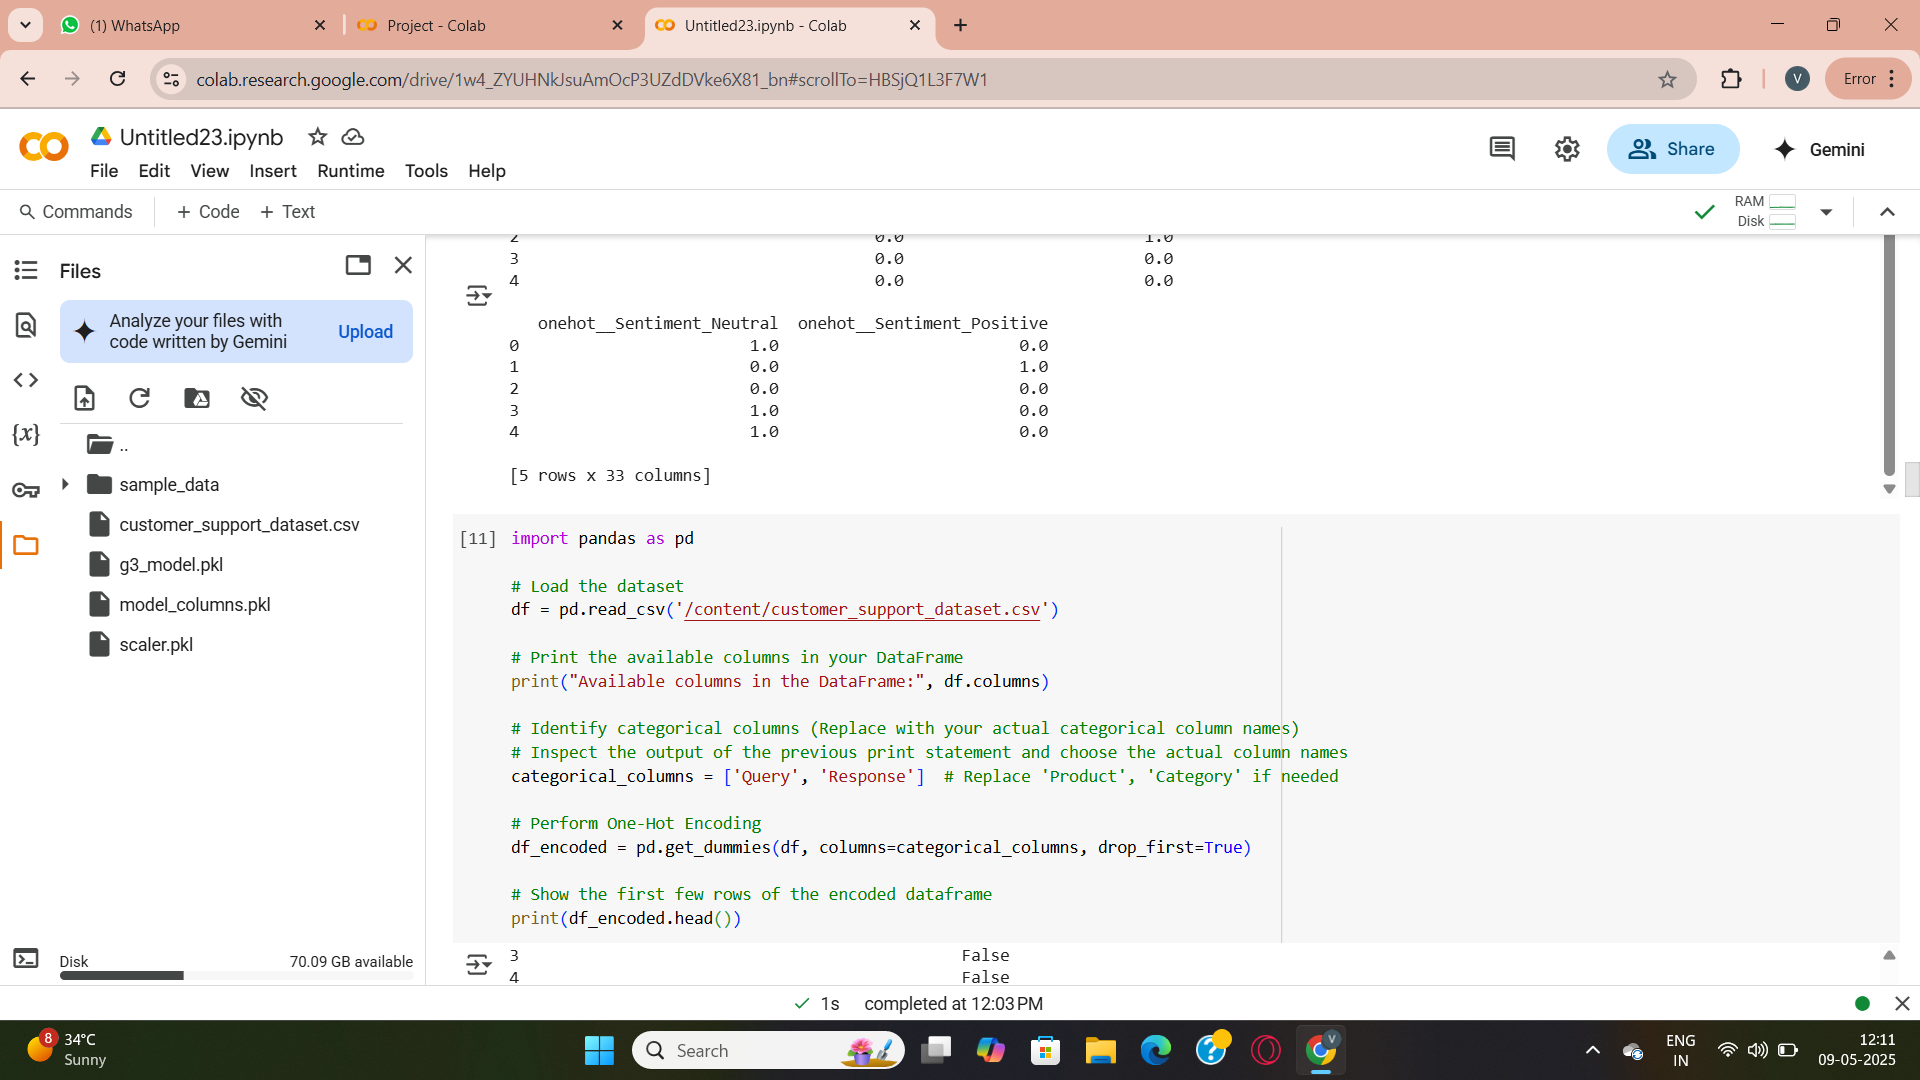 (1) WhatsApp
Project - Colab
Untitled23.ipynb - Colab
colab.research.google.com/drive/1w4_ZYUHNkJsuAmOcP3UZdDVke6X81_bn#scrollTo=HBSjQ1L3F7W1
V
Error
CO
Untitled23.ipynb
File Edit View Insert Runtime Tools Help
Share
Gemini
Commands
+ Code + Text
RAM
Disk
Files
Analyze your files with
code written by Gemini
Upload
{x}
..
sample_data
customer_support_dataset.csv
g3_model.pkl
model_columns.pkl
scaler.pkl
Disk 70.09 GB available
2 0.0 1.0
3 0.0 0.0
4 0.0 0.0
onehot__Sentiment_Neutral onehot__Sentiment_Positive
0 1.0 0.0
1 0.0 1.0
2 0.0 0.0
3 1.0 0.0
4 1.0 0.0
[5 rows x 33 columns]
[11] import pandas as pd
# Load the dataset
df = pd.read_csv('/content/customer_support_dataset.csv')
# Print the available columns in your DataFrame
print("Available columns in the DataFrame:", df.columns)
# Identify categorical columns (Replace with your actual categorical column names)
# Inspect the output of the previous print statement and choose the actual column names
categorical_columns = ['Query', 'Response']  # Replace 'Product', 'Category' if needed
# Perform One-Hot Encoding
df_encoded = pd.get_dummies(df, columns=categorical_columns, drop_first=True)
# Show the first few rows of the encoded dataframe
print(df_encoded.head())
3 False
4 False
1s completed at 12:03 PM
8
34°C
Sunny
Search
V
ENG
IN
12:11
09-05-2025